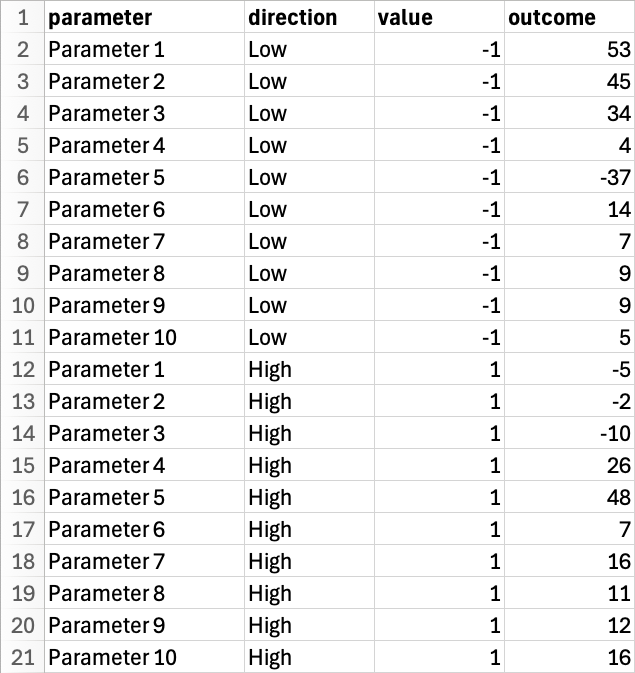 1 parameter direction value outcome
2 Parameter 1 Low -1 53
3 Parameter 2 Low -1 45
4 Parameter 3 Low -1 34
5 Parameter 4 Low -1 4
6 Parameter 5 Low -1 -37
7 Parameter 6 Low -1 14
8 Parameter 7 Low -1 7
9 Parameter 8 Low -1 9
10 Parameter 9 Low -1 9
11 Parameter 10 Low -1 5
12 Parameter 1 High 1 -5
13 Parameter 2 High 1 -2
14 Parameter 3 High 1 -10
15 Parameter 4 High 1 26
16 Parameter 5 High 1 48
17 Parameter 6 High 1 7
18 Parameter 7 High 1 16
19 Parameter 8 High 1 11
20 Parameter 9 High 1 12
21 Parameter 10 High 1 16